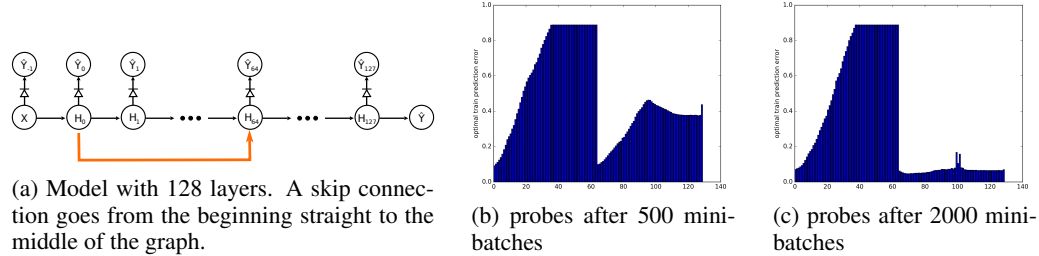 Ŷ-1 Ŷ0 Ŷ1 Ŷ64 Ŷ127
X H0 H1 ••• H64 ••• H127 Ŷ
(a) Model with 128 layers. A skip connec-
tion goes from the beginning straight to the
middle of the graph.
optimal train prediction error
1.0
0.8
0.6
0.4
0.2
0.0
0 20 40 60 80 100 120 140
(b) probes after 500 mini-
batches
optimal train prediction error
1.0
0.8
0.6
0.4
0.2
0.0
0 20 40 60 80 100 120 140
(c) probes after 2000 mini-
batches